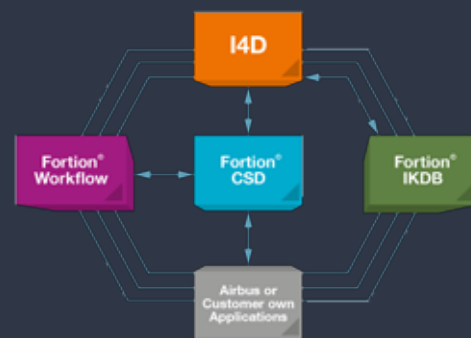 I4D
Fortion®
Workflow
Fortion®
CSD
Fortion®
IKDB
Airbus or
Customer own
Applications